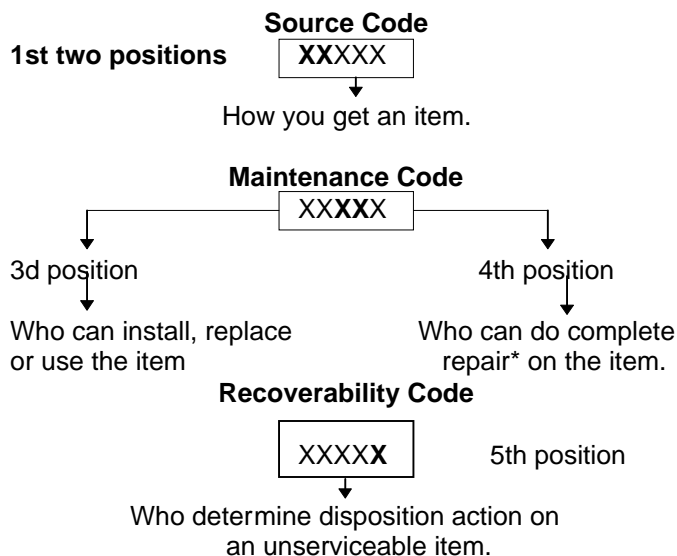 Source Code
1st two positions XXXXX
How you get an item.
Maintenance Code
XXXXX
3d position 4th position
Who can install, replace Who can do complete
or use the item repair* on the item.
Recoverability Code
XXXXX 5th position
Who determine disposition action on
an unserviceable item.